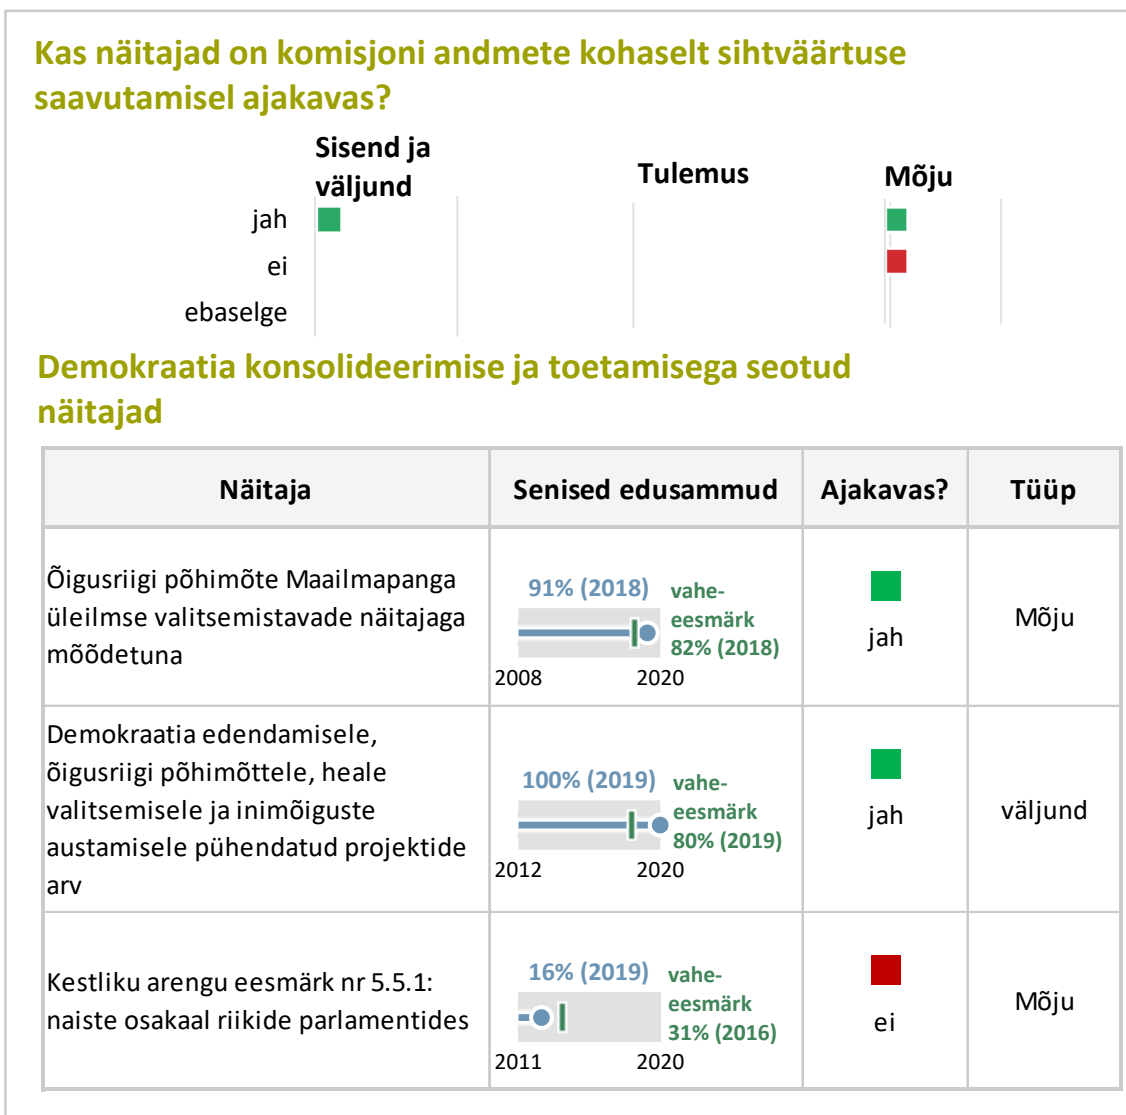 Kas näitajad on komisjoni andmete kohaselt sihtväärtuse
saavutamisel ajakavas?
Sisend ja
väljund
Tulemus
Mõju
jah
ei
ebaselge
Demokraatia konsolideerimise ja toetamisega seotud
näitajad
Näitaja
Senised edusammud
Ajakavas?
Tüüp
Õigusriigi põhimõte Maailmapanga
üleilmse valitsemistavade näitajaga
mõõdetuna
91% (2018)
vahe-
eesmärk
82% (2018)
2008
2020
jah
Mõju
Demokraatia edendamisele,
õigusriigi põhimõttele, heale
valitsemisele ja inimõiguste
austamisele pühendatud projektide
arv
100% (2019)
vahe-
eesmärk
80% (2019)
2012
2020
jah
väljund
Kestliku arengu eesmärk nr 5.5.1:
naiste osakaal riikide parlamentides
16% (2019)
vahe-
eesmärk
31% (2016)
2011
2020
ei
Mõju